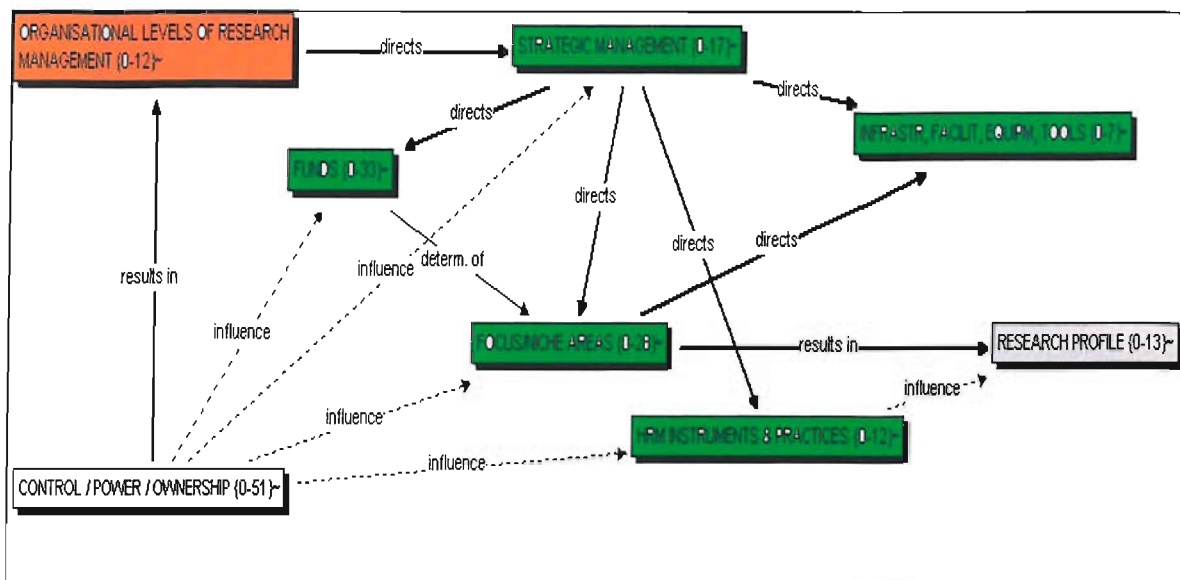 ORGANISATIONAL LEVELS OF RESEARCH
MANAGEMENT {0-12}~
directs
STRATEGIC MANAGEMENT {0-17}~
directs
directs
INFRASTR, FACILIT, EQUIPM, TOOLS {0-7}~
FUNDS {0-33}~
directs
directs
directs
determ. of
influence
results in
influence
FOCUS/NICHE AREAS {0-28}~
results in
RESEARCH PROFILE {0-13}~
influence
influence
HRM INSTRUMENTS & PRACTICES {0-12}~
influence
CONTROL / POWER / OWNERSHIP {0-51}~